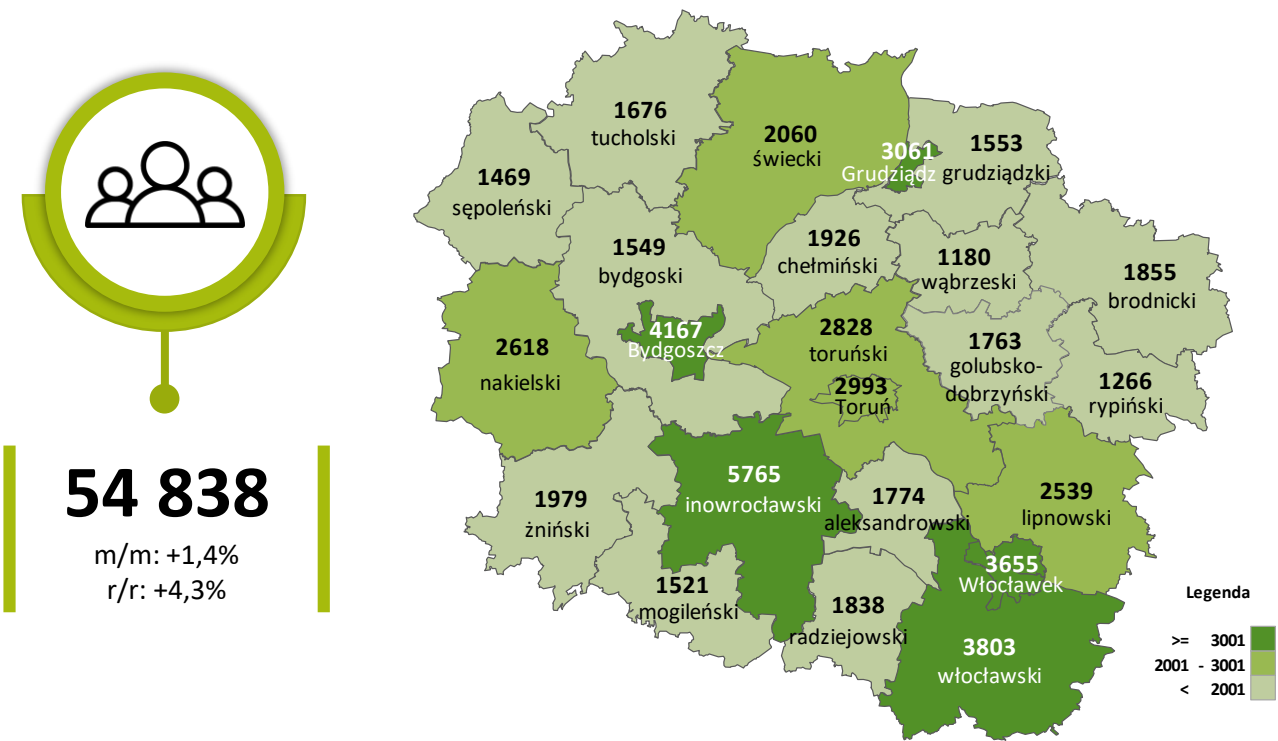 54 838
m/m: +1,4%
r/r: +4,3%
1676
tucholski
2060
świecki
3061
Grudziądz
1553
grudziądzki
1469
sępoleński
1549
bydgoski
1926
chełmiński
1180
wąbrzeski
1855
brodnicki
4167
Bydgoszcz
2618
nakielski
2828
toruński
2993
Toruń
1763
golubsko-
dobrzyński
1266
rypiński
5765
inowrocławski
1979
żniński
1774
aleksandrowski
2539
lipnowski
3655
Włocławek
1521
mogileński
1838
radziejowski
3803
włocławski
Legenda
>= 3001
2001 - 3001
< 2001